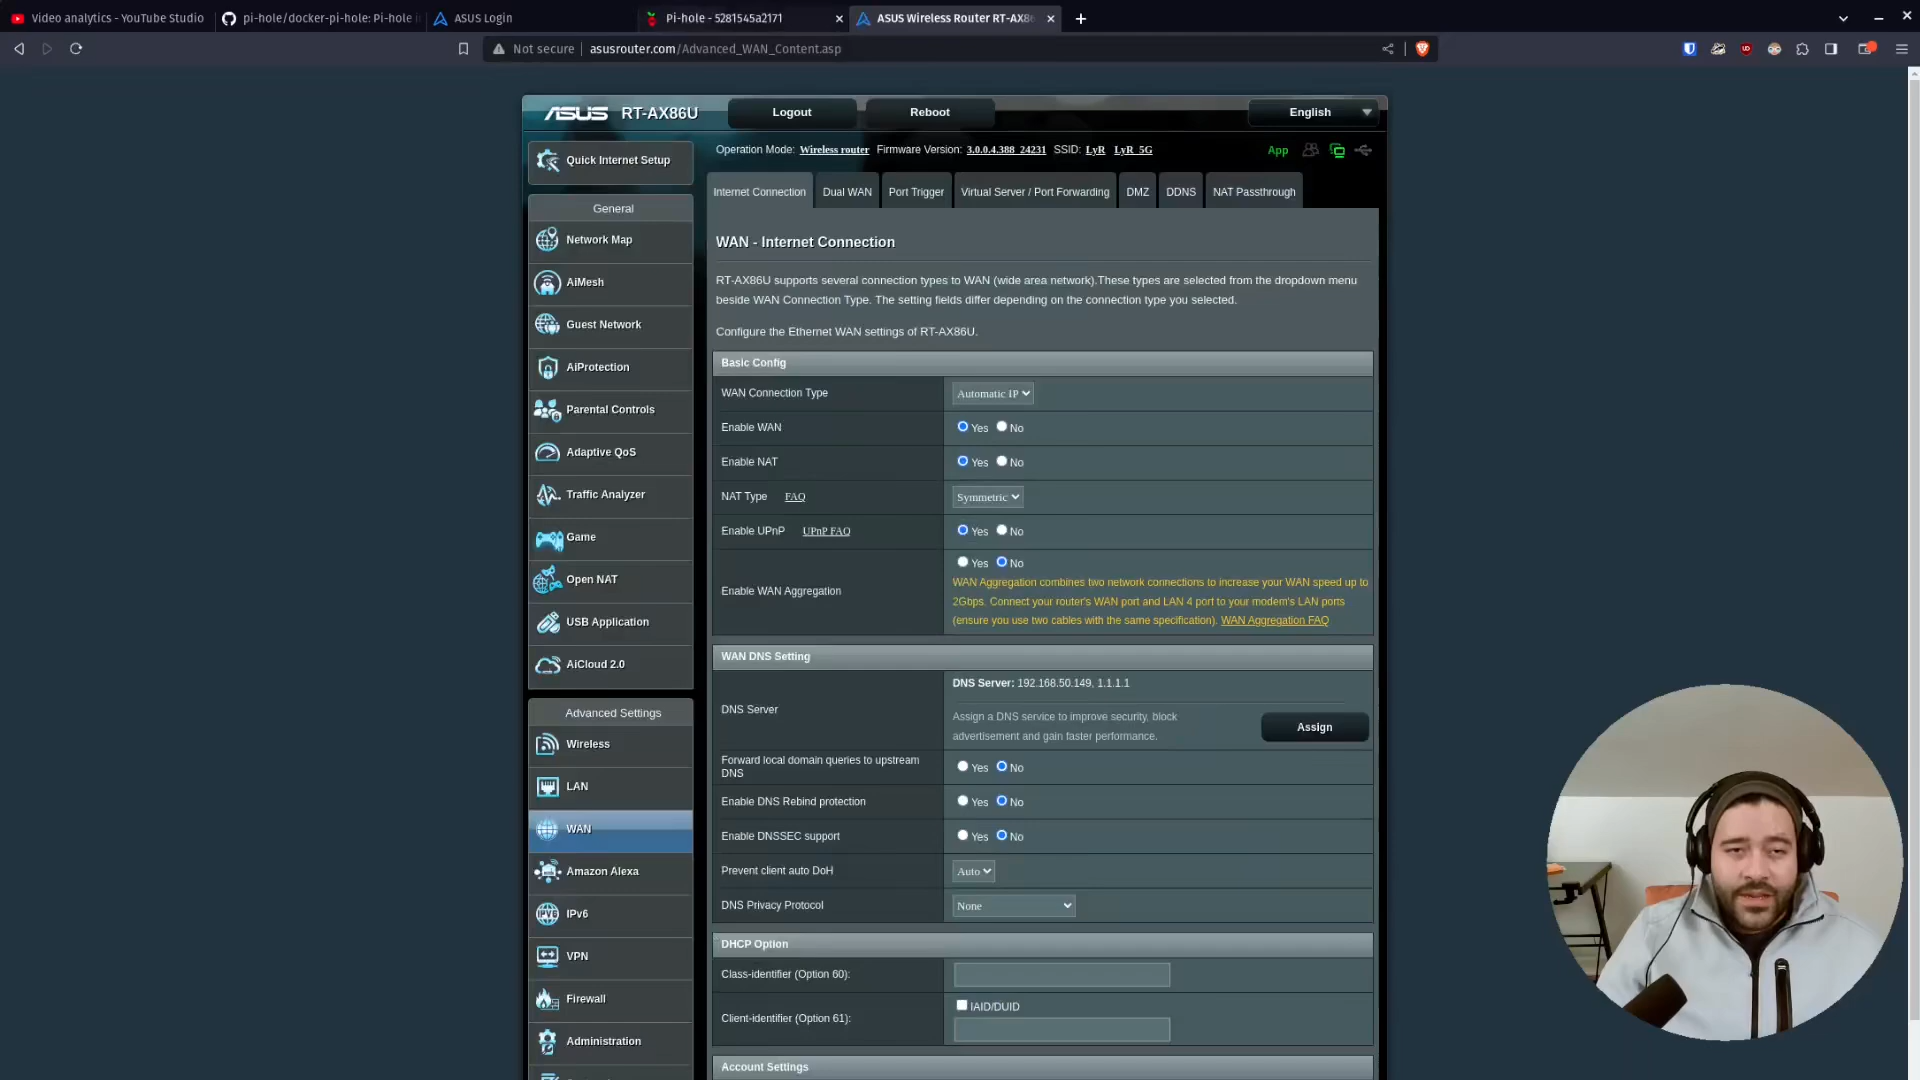 Video analytics - YouTube Studio
pi-hole/docker-pi-hole: Pi-hole i
ASUS Login
Pi-hole - 5281545a2171
ASUS Wireless Router RT-AX86
Not secure
asusrouter.com/Advanced_WAN_Content.asp
ASUS RT-AX86U
Logout
Reboot
English
Quick Internet Setup
General
Network Map
AiMesh
Guest Network
AiProtection
Parental Controls
Adaptive QoS
Traffic Analyzer
Game
Open NAT
USB Application
AiCloud 2.0
Advanced Settings
Wireless
LAN
WAN
Amazon Alexa
IPv6
VPN
Firewall
Administration
Operation Mode: Wireless router Firmware Version: 3.0.0.4.388_24231 SSID: LyR LyR_5G
App
Internet Connection
Dual WAN
Port Trigger
Virtual Server / Port Forwarding
DMZ
DDNS
NAT Passthrough
WAN - Internet Connection
RT-AX86U supports several connection types to WAN (wide area network).These types are selected from the dropdown menu
beside WAN Connection Type. The setting fields differ depending on the connection type you selected.
Configure the Ethernet WAN settings of RT-AX86U.
Basic Config
WAN Connection Type
Automatic IP
Enable WAN
Yes No
Enable NAT
Yes No
NAT Type FAQ
Symmetric
Enable UPnP UPnP FAQ
Yes No
Enable WAN Aggregation
Yes No
WAN Aggregation combines two network connections to increase your WAN speed up to
2Gbps. Connect your router's WAN port and LAN 4 port to your modem's LAN ports
(ensure you use two cables with the same specification). WAN Aggregation FAQ
WAN DNS Setting
DNS Server
DNS Server: 192.168.50.149, 1.1.1.1
Assign a DNS service to improve security, block
advertisement and gain faster performance.
Assign
Forward local domain queries to upstream
DNS
Yes No
Enable DNS Rebind protection
Yes No
Enable DNSSEC support
Yes No
Prevent client auto DoH
Auto
DNS Privacy Protocol
None
DHCP Option
Class-identifier (Option 60):
Client-identifier (Option 61):
IAID/DUID
Account Settings